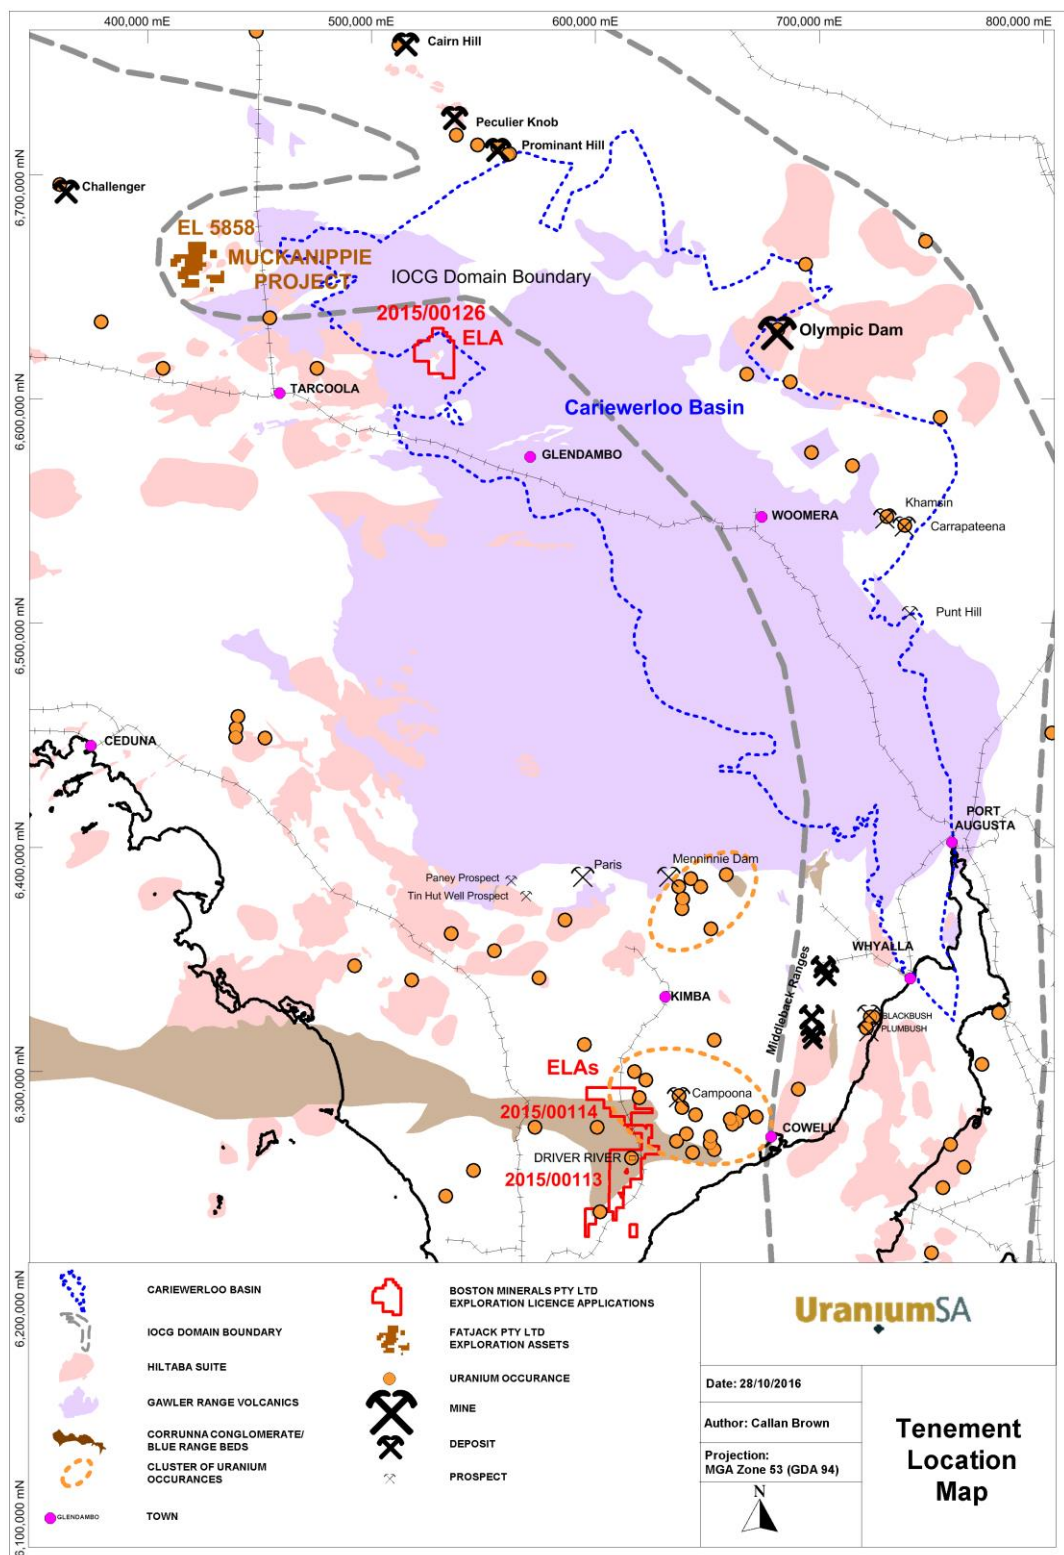 400,000 mE
500,000 mE
600,000 mE
700,000 mE
800,000 mE
Cairn Hill
Peculier Knob
Prominant Hill
6,700,000 mN
Challenger
EL 5858
MUCKANIPPIE
PROJECT
IOCG Domain Boundary
2015/00126
ELA
Olympic Dam
TARCOOLA
6,600,000 mN
Cariewerloo Basin
GLENDAMBO
Khamsin
WOOMERA
Carrapateena
Punt Hill
6,500,000 mN
CEDUNA
PORT
AUGUSTA
6,400,000 mN
Paris
Menninnie Dam
Paney Prospect
Tin Hut Well Prospect
WHYALLA
KIMBA
Middleback Ranges
BLACKBUSH
PLUMBUSH
6,300,000 mN
ELAs
Campoona
2015/00114
COWELL
DRIVER RIVER
2015/00113
6,200,000 mN
6,100,000 mN
CARIEWERLOO BASIN
IOCG DOMAIN BOUNDARY
HILTABA SUITE
GAWLER RANGE VOLCANICS
CORRUNNA CONGLOMERATE/
BLUE RANGE BEDS
CLUSTER OF URANIUM
OCCURANCES
GLENDAMBO
TOWN
BOSTON MINERALS PTY LTD
EXPLORATION LICENCE APPLICATIONS
FATJACK PTY LTD
EXPLORATION ASSETS
URANIUM OCCURANCE
MINE
DEPOSIT
PROSPECT
UraniumSA
Date: 28/10/2016
Author: Callan Brown
Projection:
MGA Zone 53 (GDA 94)
N
Tenement
Location
Map